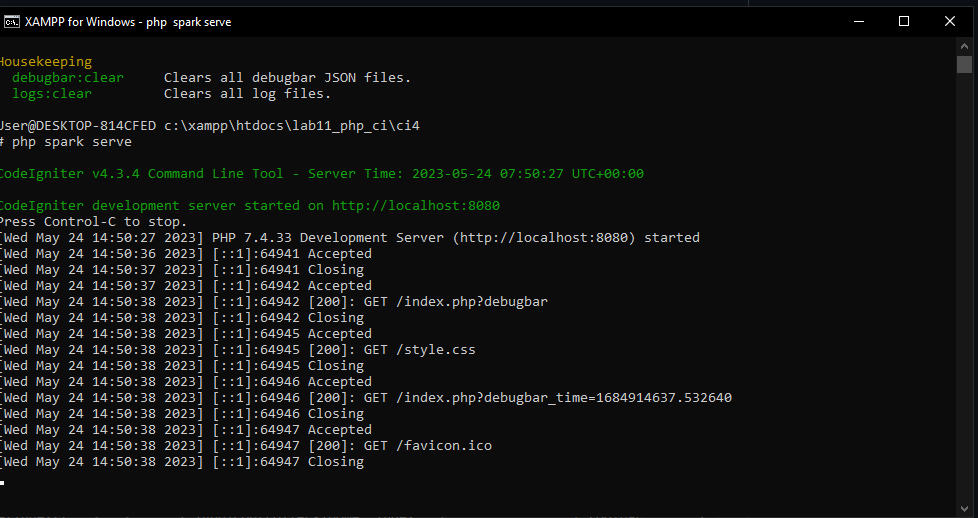 XAMPP for Windows - php spark serve
Housekeeping
debugbar:clear     Clears all debugbar JSON files.
logs:clear         Clears all log files.
User@DESKTOP-814CFED c:\xampp\htdocs\lab11_php_ci\ci4
# php spark serve
CodeIgniter v4.3.4 Command Line Tool - Server Time: 2023-05-24 07:50:27 UTC+00:00
CodeIgniter development server started on http://localhost:8080
Press Control-C to stop.
[Wed May 24 14:50:27 2023] PHP 7.4.33 Development Server (http://localhost:8080) started
[Wed May 24 14:50:36 2023] [::1]:64941 Accepted
[Wed May 24 14:50:37 2023] [::1]:64941 Closing
[Wed May 24 14:50:37 2023] [::1]:64942 Accepted
[Wed May 24 14:50:38 2023] [::1]:64942 [200]: GET /index.php?debugbar
[Wed May 24 14:50:38 2023] [::1]:64942 Closing
[Wed May 24 14:50:38 2023] [::1]:64945 Accepted
[Wed May 24 14:50:38 2023] [::1]:64945 [200]: GET /style.css
[Wed May 24 14:50:38 2023] [::1]:64945 Closing
[Wed May 24 14:50:38 2023] [::1]:64946 Accepted
[Wed May 24 14:50:38 2023] [::1]:64946 [200]: GET /index.php?debugbar_time=1684914637.532640
[Wed May 24 14:50:38 2023] [::1]:64946 Closing
[Wed May 24 14:50:38 2023] [::1]:64947 Accepted
[Wed May 24 14:50:38 2023] [::1]:64947 [200]: GET /favicon.ico
[Wed May 24 14:50:38 2023] [::1]:64947 Closing